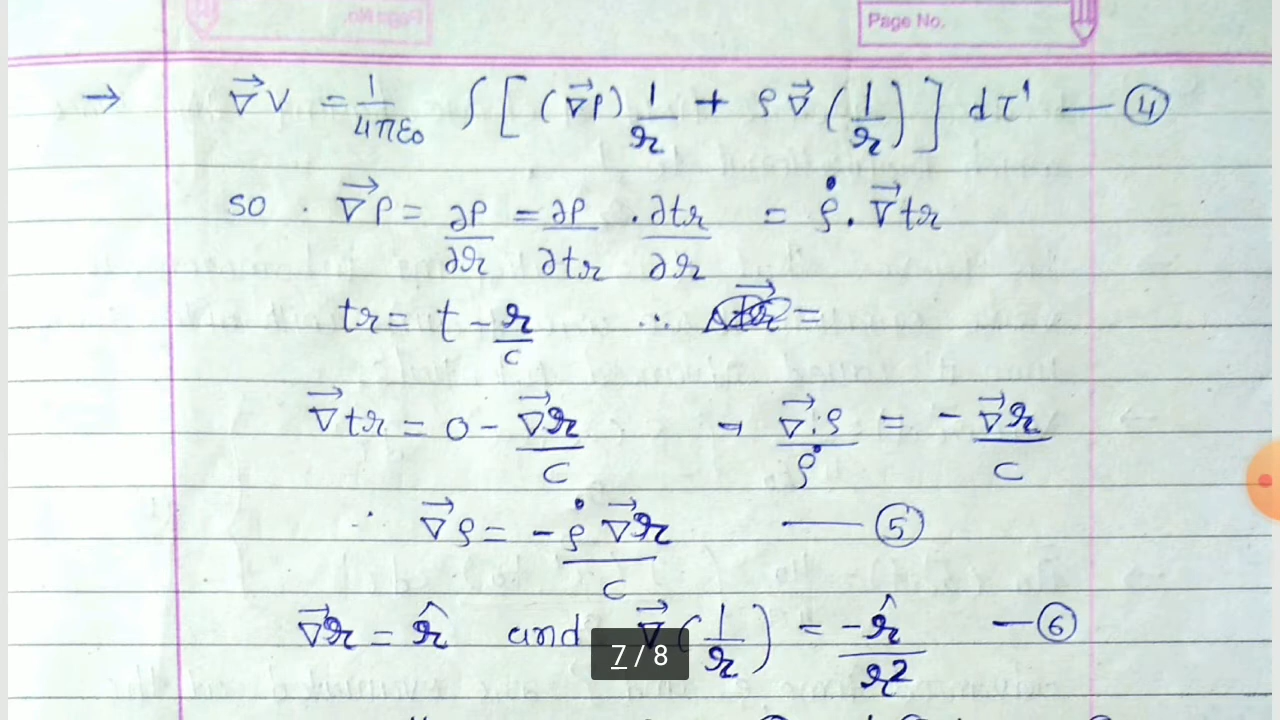 Page No.
→ ∇⃗V = 1/4πε₀ ∫ [ (∇⃗ρ) 1/r + ρ ∇⃗ (1/r) ] dτ' — ④
so . ∇⃗ρ = ∂ρ/∂r = ∂ρ/∂tr . ∂tr/∂r = ρ̇ . ∇⃗tr
tr = t - r/c ∴ =
∇⃗tr = 0 - ∇⃗r/c ⇒ ∇⃗.ρ/ρ̇ = - ∇⃗r/c
∴ ∇⃗ρ = - ρ̇ ∇⃗r/c — ⑤
∇⃗r = r̂ and ∇⃗(1/r) = -r̂/r² — ⑥
7 / 8